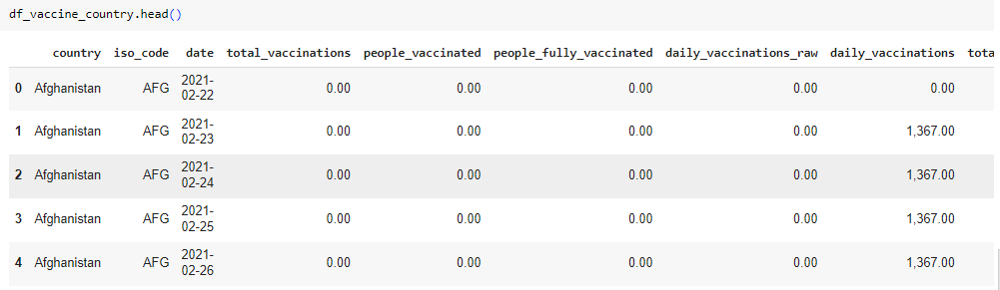 df_vaccine_country.head()
country iso_code date total_vaccinations people_vaccinated people_fully_vaccinated daily_vaccinations_raw daily_vaccinations tota
0 Afghanistan AFG 2021-
02-22 0.00 0.00 0.00 0.00 0.00
1 Afghanistan AFG 2021-
02-23 0.00 0.00 0.00 0.00 1,367.00
2 Afghanistan AFG 2021-
02-24 0.00 0.00 0.00 0.00 1,367.00
3 Afghanistan AFG 2021-
02-25 0.00 0.00 0.00 0.00 1,367.00
4 Afghanistan AFG 2021-
02-26 0.00 0.00 0.00 0.00 1,367.00